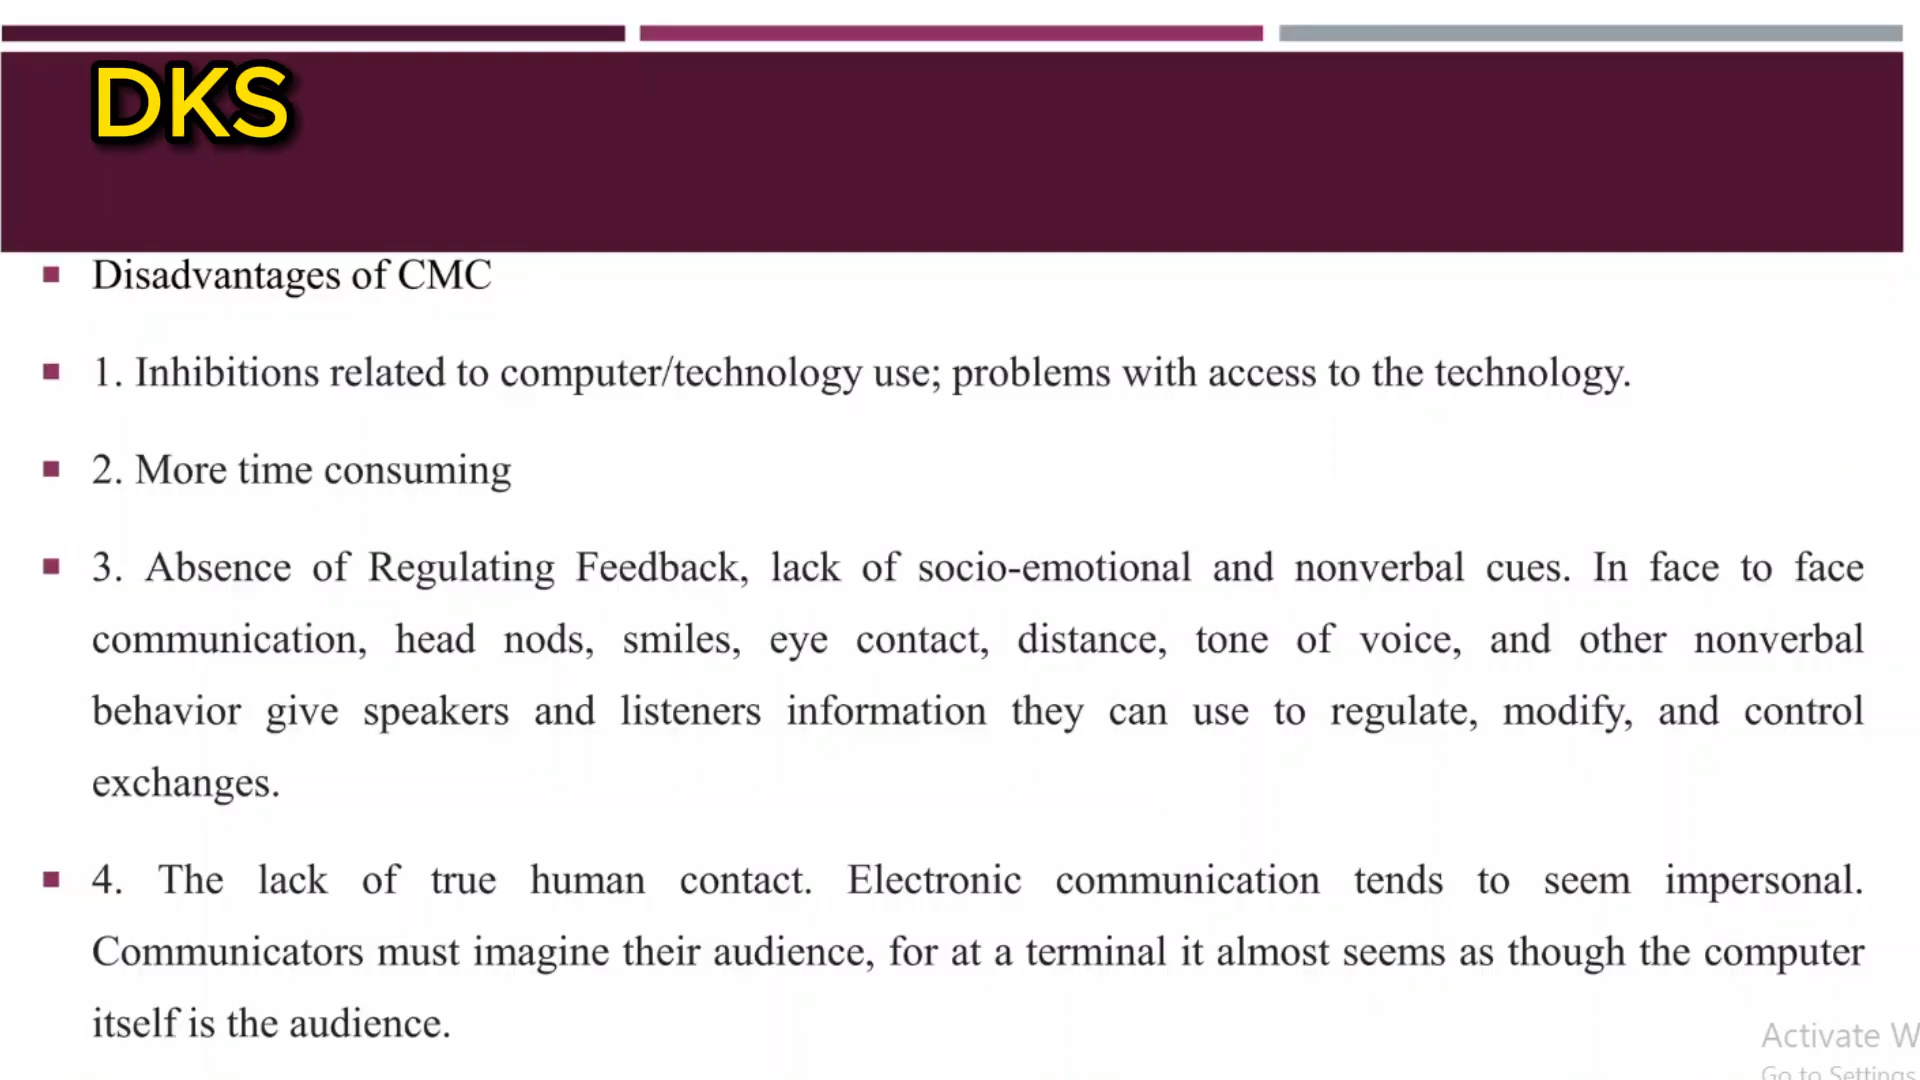 DKS
Disadvantages of CMC
1. Inhibitions related to computer/technology use; problems with access to the technology.
2. More time consuming
3. Absence of Regulating Feedback, lack of socio-emotional and nonverbal cues. In face to face
communication, head nods, smiles, eye contact, distance, tone of voice, and other nonverbal
behavior give speakers and listeners information they can use to regulate, modify, and control
exchanges.
4. The lack of true human contact. Electronic communication tends to seem impersonal.
Communicators must imagine their audience, for at a terminal it almost seems as though the computer
itself is the audience.
Activate W
Go to Settings